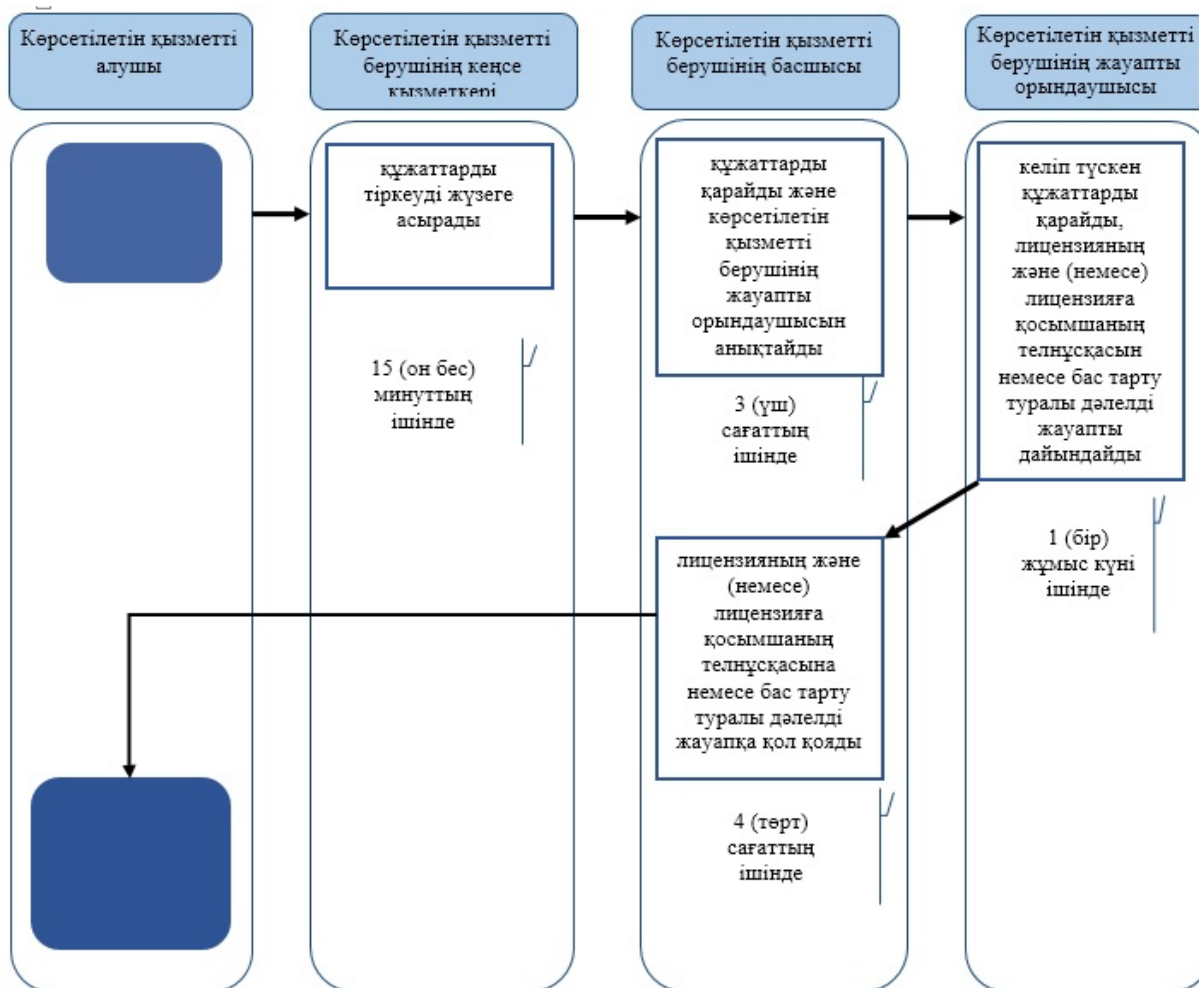 Көрсетілетін қызметті
алушы
Көрсетілетін қызметті
берушінің кеңсе
қызметкері
Көрсетілетін қызметті
берушінің басшысы
Көрсетілетін қызметті
берушінің жауапты
орындаушысы
құжаттарды
тіркеуді жүзеге
асырады
15 (он бес)
минуттың
ішінде
құжаттарды
қарайды және
көрсетілетін
қызметті
берушінің
жауапты
орындаушысын
анықтайды
3 (үш)
сағаттың
ішінде
келіп түскен
құжаттарды
қарайды,
лицензияның
және (немесе)
лицензияға
қосымшаның
телнұсқасын
немесе бас тарту
туралы дәлелді
жауапты
дайындайды
1 (бір)
жұмыс күні
ішінде
лицензияның және
(немесе)
лицензияға
қосымшаның
телнұсқасына
немесе бас тарту
туралы дәлелді
жауапқа қол қояды
4 (төрт)
сағаттың
ішінде